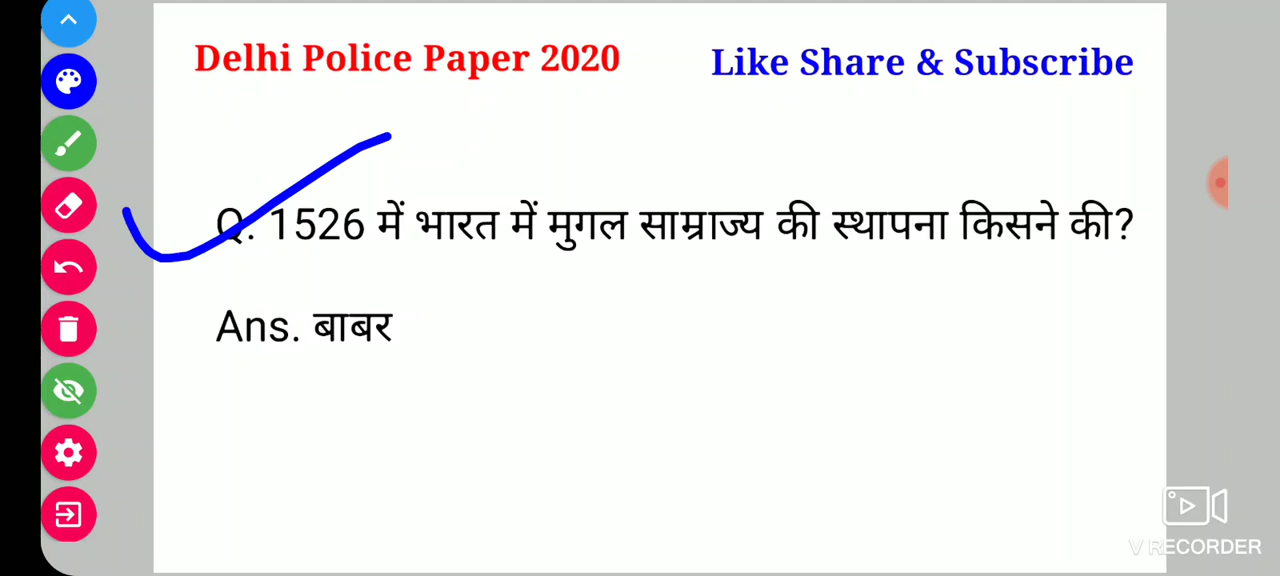 Delhi Police Paper 2020 Like Share & Subscribe
Q. 1526 में भारत में मुगल साम्राज्य की स्थापना किसने की?
Ans. बाबर
V RECORDER